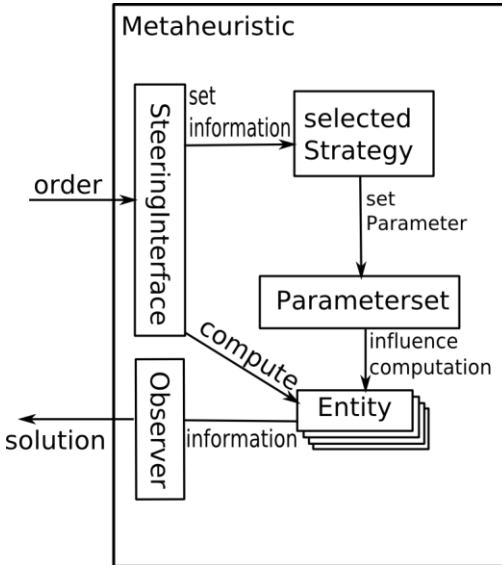 Metaheuristic
SteeringInterface
set
information
selected
Strategy
order
set
Parameter
Parameterset
compute
influence
computation
Observer
Entity
information
solution